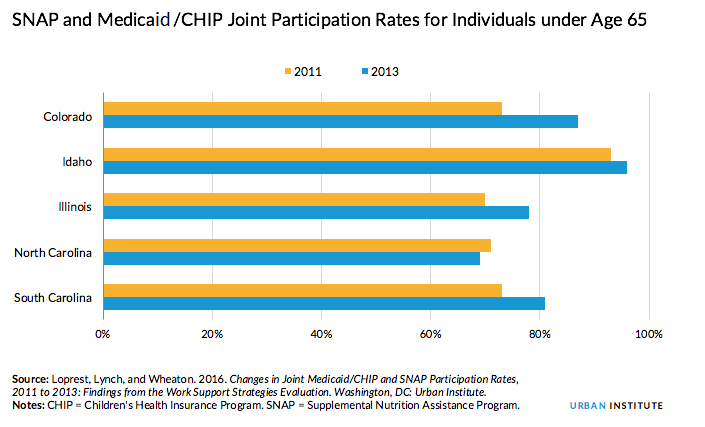 SNAP and Medicaid /CHIP Joint Participation Rates for Individuals under Age 65
2011 2013
Colorado
Idaho
Illinois
North Carolina
South Carolina
0% 20% 40% 60% 80% 100%
Source: Loprest, Lynch, and Wheaton. 2016. Changes in Joint Medicaid/CHIP and SNAP Participation Rates,
2011 to 2013: Findings from the Work Support Strategies Evaluation. Washington, DC: Urban Institute.
Notes: CHIP = Children's Health Insurance Program. SNAP = Supplemental Nutrition Assistance Program.
URBAN INSTITUTE